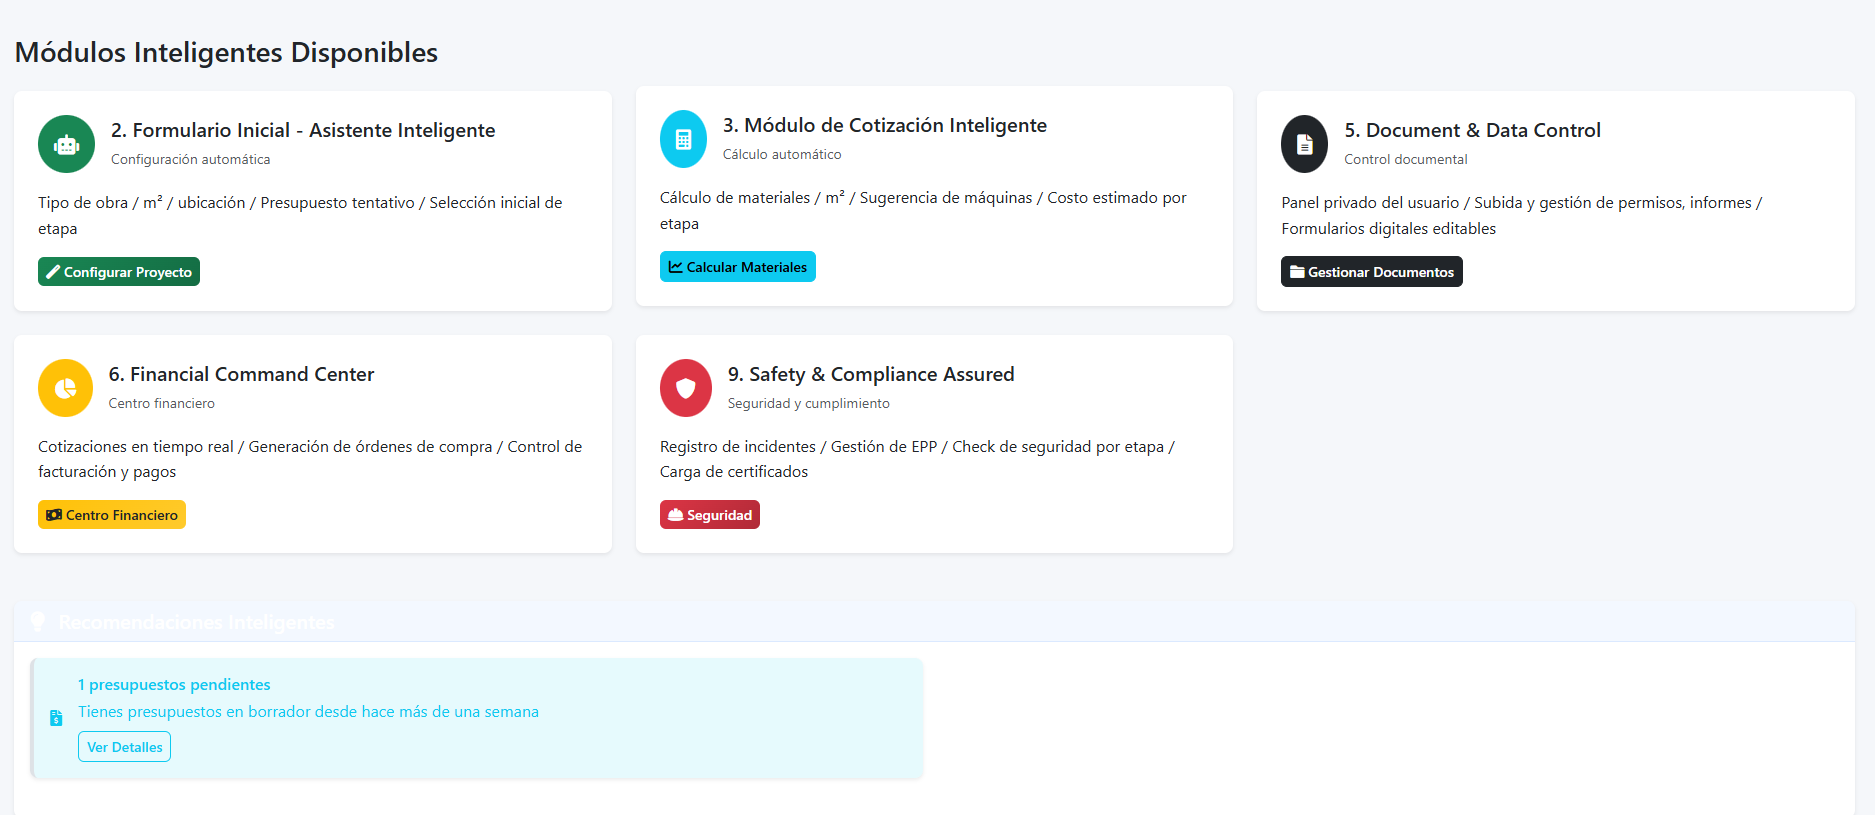 Módulos Inteligentes Disponibles
2. Formulario Inicial - Asistente Inteligente
Configuración automática
Tipo de obra / m² / ubicación / Presupuesto tentativo / Selección inicial de
etapa
Configurar Proyecto
3. Módulo de Cotización Inteligente
Cálculo automático
Cálculo de materiales / m² / Sugerencia de máquinas / Costo estimado por
etapa
Calcular Materiales
5. Document & Data Control
Control documental
Panel privado del usuario / Subida y gestión de permisos, informes /
Formularios digitales editables
Gestionar Documentos
6. Financial Command Center
Centro financiero
Cotizaciones en tiempo real / Generación de órdenes de compra / Control de
facturación y pagos
Centro Financiero
9. Safety & Compliance Assured
Seguridad y cumplimiento
Registro de incidentes / Gestión de EPP / Check de seguridad por etapa /
Carga de certificados
Seguridad
Recomendaciones Inteligentes
1 presupuestos pendientes
Tienes presupuestos en borrador desde hace más de una semana
Ver Detalles